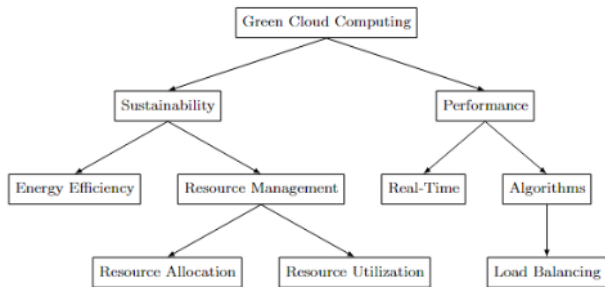 Green Cloud Computing
Sustainability
Performance
Energy Efficiency
Resource Management
Real-Time
Algorithms
Resource Allocation
Resource Utilization
Load Balancing